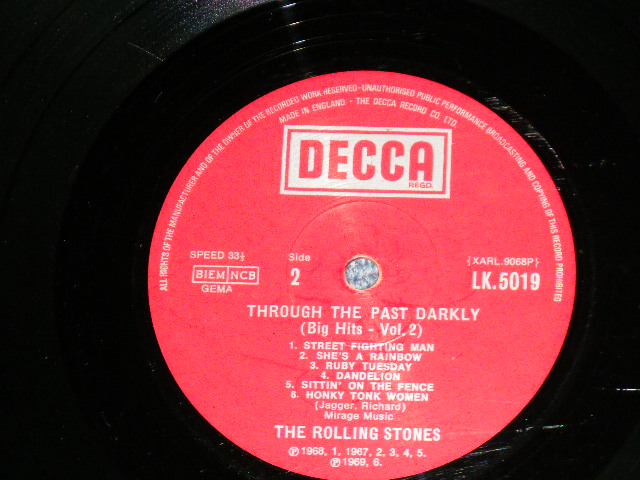 ALL RIGHTS OF THE MANUFACTURER AND OF THE OWNER OF THE RECORDED WORK RESERVED - UNAUTHORISED PUBLIC PERFORMANCE BROADCASTING AND COPYING OF THIS RECORD PROHIBITED
MADE IN ENGLAND. • THE DECCA RECORD CO. LTD.
DECCA
REGD.
SPEED 33⅓
BIEM NCB
GEMA
Side
2
{XARL.9068P}
LK.5019
THROUGH THE PAST DARKLY
(Big Hits - Vol. 2)
1. STREET FIGHTING MAN
2. SHE'S A RAINBOW
3. RUBY TUESDAY
4. DANDELION
5. SITTIN' ON THE FENCE
6. HONKY TONK WOMEN
(Jagger. Richard)
Mirage Music
THE ROLLING STONES
℗1968, 1, 1967, 2, 3, 4, 5.
℗1969, 6.